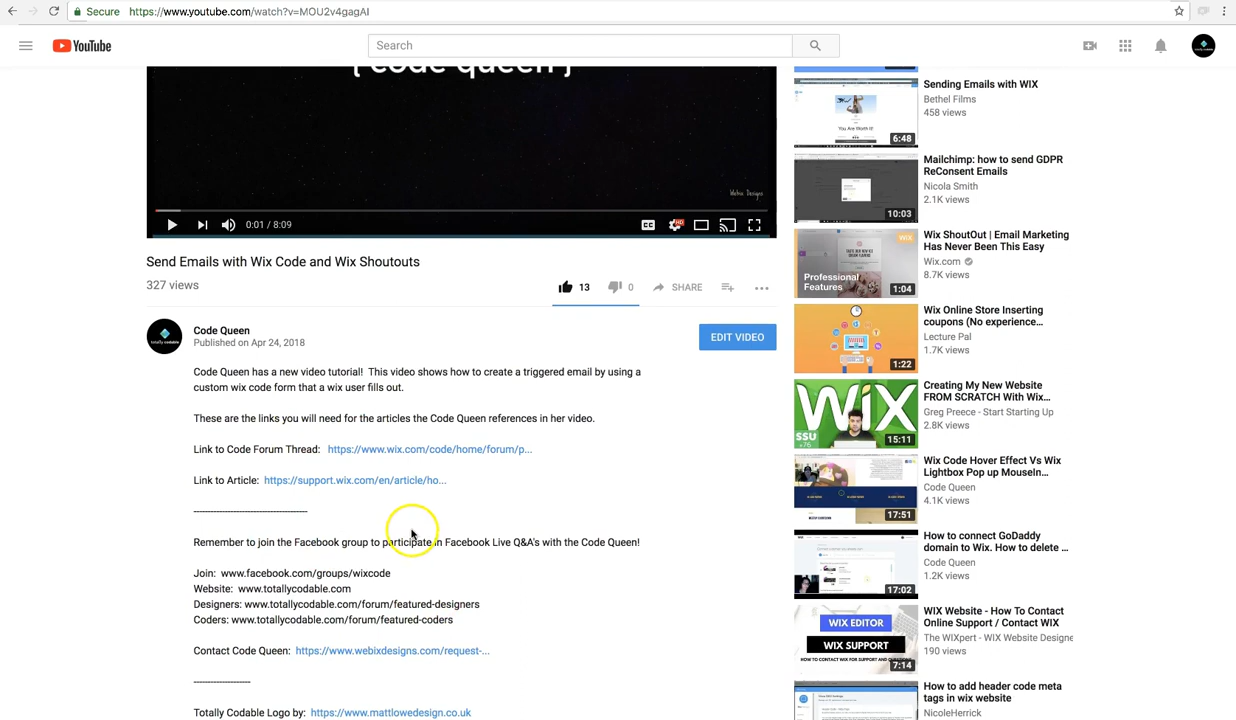 Secure https://www.youtube.com/watch?v=MOU2v4gagAI
YouTube
Search
{ code queen }
Webix Designs
0:01 / 8:09
CC
HD
Send Emails with Wix Code and Wix Shoutouts
327 views
13
0
SHARE
Code Queen
Published on Apr 24, 2018
EDIT VIDEO
Code Queen has a new video tutorial! This video shows how to create a triggered email by using a
custom wix code form that a wix user fills out.
These are the links you will need for the articles the Code Queen references in her video.
Link to Code Forum Thread: https://www.wix.com/code/home/forum/p...
Link to Article: https://support.wix.com/en/article/ho...
----------------------------------------
Remember to join the Facebook group to participate in Facebook Live Q&A's with the Code Queen!
Join: www.facebook.com/groups/wixcode
Website: www.totallycodable.com
Designers: www.totallycodable.com/forum/featured-designers
Coders: www.totallycodable.com/forum/featured-coders
Contact Code Queen: https://www.webixdesigns.com/request-...
--------------------
Totally Codable Logo by: https://www.mattlowedesign.co.uk
You Are Worth It!
6:48
Sending Emails with WIX
Bethel Films
458 views
10:03
Mailchimp: how to send GDPR
ReConsent Emails
Nicola Smith
2.1K views
WIX
Professional
Features
1:04
Wix ShoutOut | Email Marketing
Has Never Been This Easy
Wix.com
8.7K views
1:22
Wix Online Store Inserting
coupons (No experience...
Lecture Pal
1.7K views
WIX
SSU
15:11
Creating My New Website
FROM SCRATCH With Wix...
Greg Preece - Start Starting Up
2.8K views
17:51
Wix Code Hover Effect Vs Wix
Lightbox Pop up MouseIn...
Code Queen
4.1K views
17:02
How to connect GoDaddy
domain to Wix. How to delete ...
Code Queen
1.2K views
WIX EDITOR
WIX SUPPORT
7:14
WIX Website - How To Contact
Online Support / Contact WIX
The WIXpert - WIX Website Designe
190 views
How to add header code meta
tags in wix website
NicoleHerrick